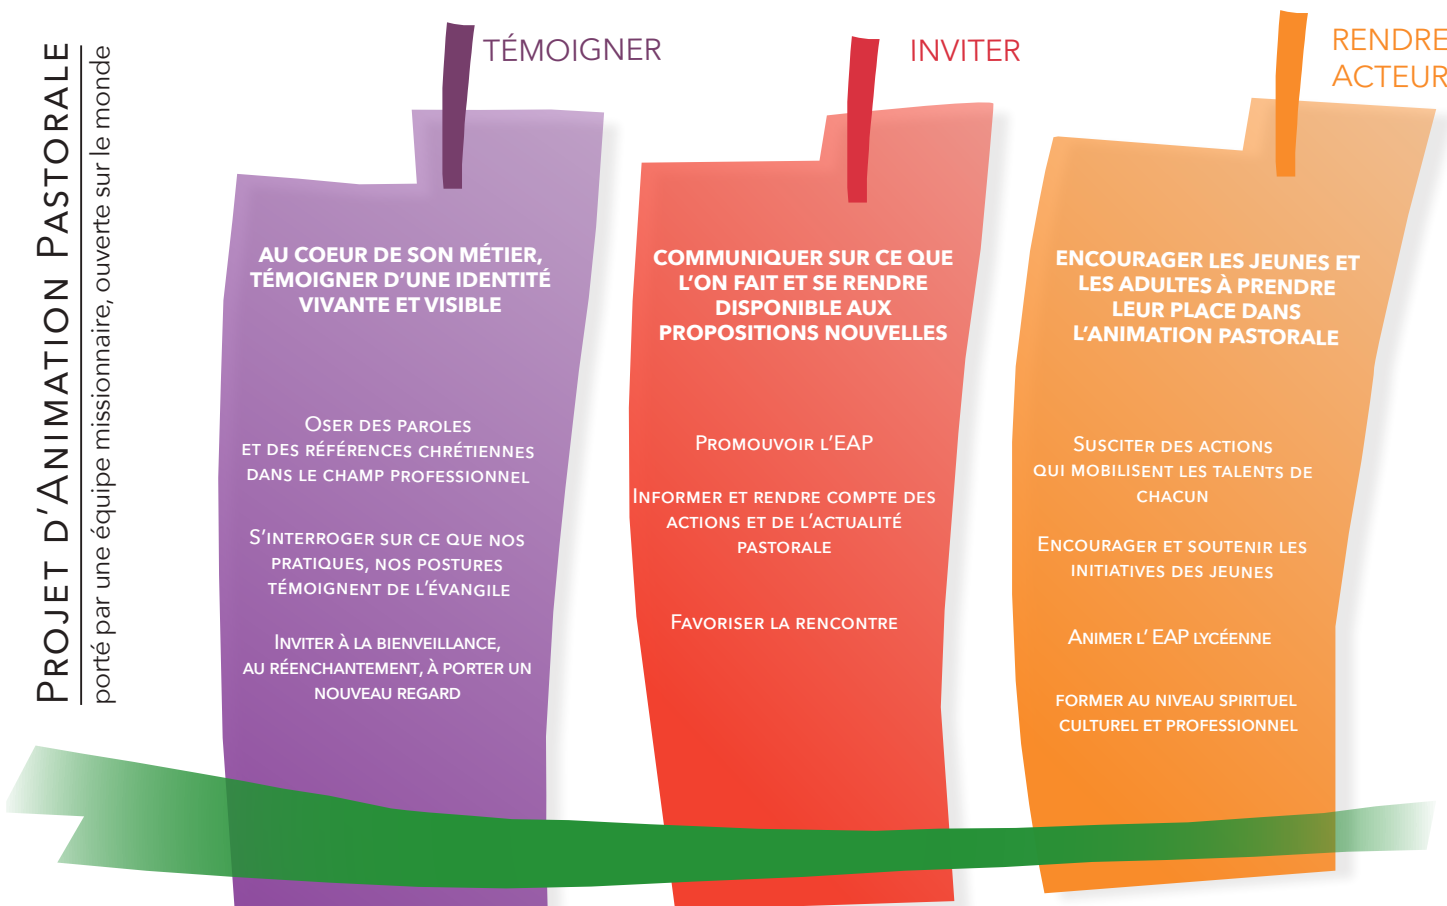 PROJET D'ANIMATION PASTORALE
porté par une équipe missionnaire, ouverte sur le monde
TÉMOIGNER
AU COEUR DE SON MÉTIER,
TÉMOIGNER D'UNE IDENTITÉ
VIVANTE ET VISIBLE
OSER DES PAROLES
ET DES RÉFÉRENCES CHRÉTIENNES
DANS LE CHAMP PROFESSIONNEL
S'INTERROGER SUR CE QUE NOS
PRATIQUES, NOS POSTURES
TÉMOIGNENT DE L'ÉVANGILE
INVITER À LA BIENVEILLANCE,
AU RÉENCHANTEMENT, À PORTER UN
NOUVEAU REGARD
INVITER
COMMUNIQUER SUR CE QUE
L'ON FAIT ET SE RENDRE
DISPONIBLE AUX
PROPOSITIONS NOUVELLES
PROMOUVOIR L'EAP
INFORMER ET RENDRE COMPTE DES
ACTIONS ET DE L'ACTUALITÉ
PASTORALE
FAVORISER LA RENCONTRE
RENDRE
ACTEUR
ENCOURAGER LES JEUNES ET
LES ADULTES À PRENDRE
LEUR PLACE DANS
L'ANIMATION PASTORALE
SUSCITER DES ACTIONS
QUI MOBILISENT LES TALENTS DE
CHACUN
ENCOURAGER ET SOUTENIR LES
INITIATIVES DES JEUNES
ANIMER L' EAP LYCÉENNE
FORMER AU NIVEAU SPIRITUEL
CULTUREL ET PROFESSIONNEL